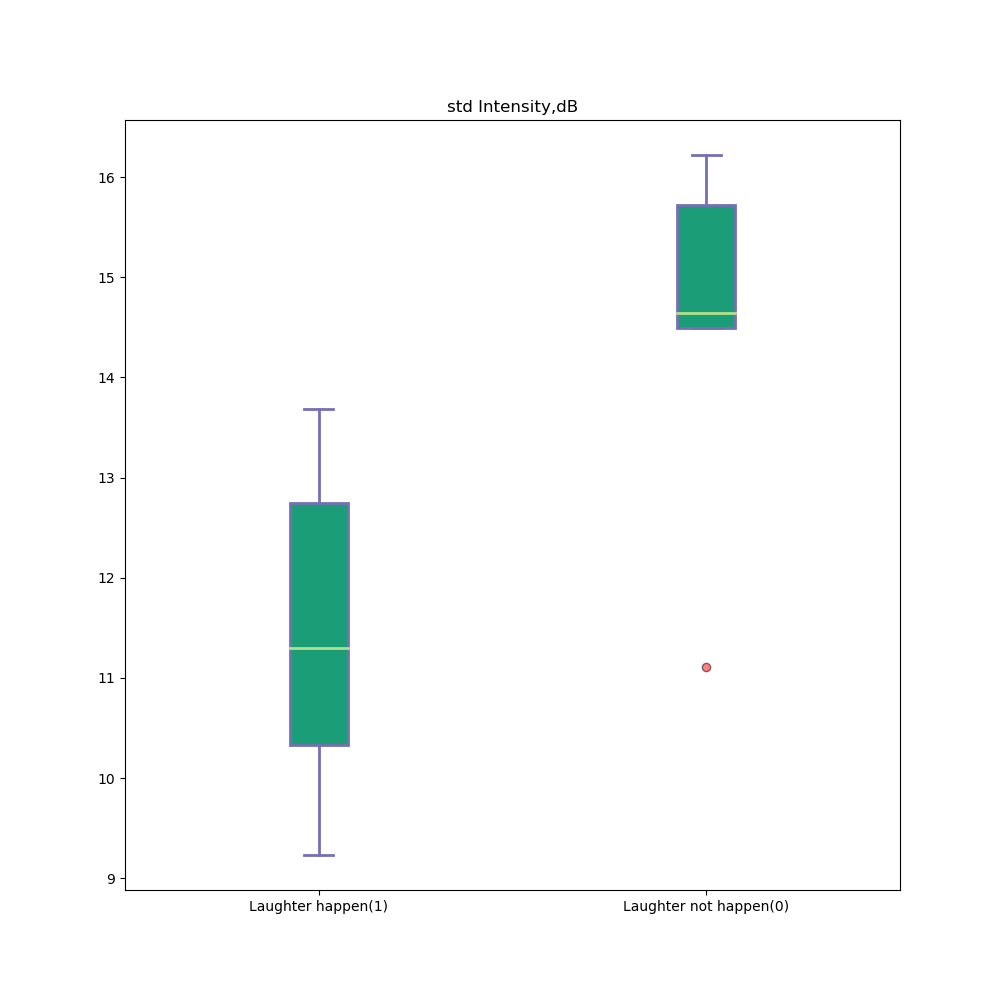 std Intensity,dB
16
15
14
13
12
11
10
9
Laughter happen(1)
Laughter not happen(0)